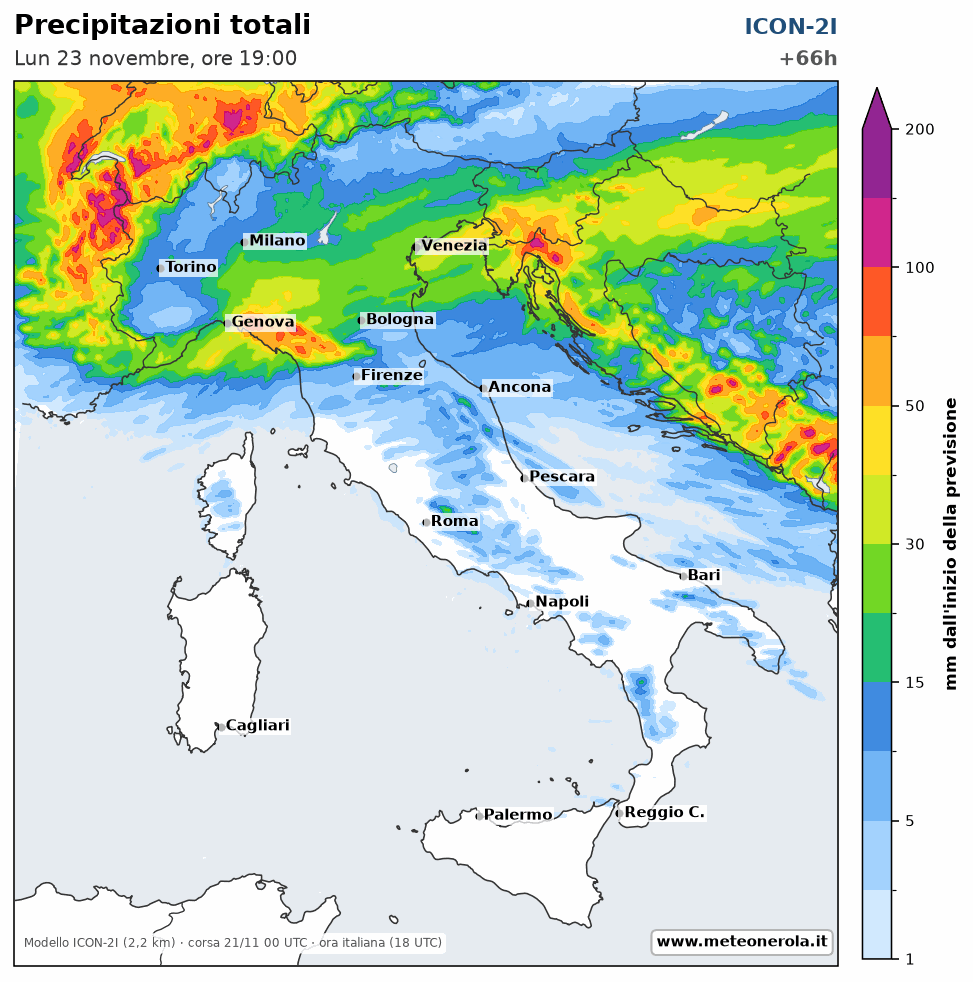 Precipitazioni totali
ICON-2I
Lun 23 novembre, ore 19:00
+66h
200
100
50
30
15
5
1
mm dall'inizio della previsione
Milano
Venezia
Torino
Genova
Bologna
Firenze
Ancona
Pescara
Roma
Bari
Napoli
Cagliari
Palermo
Reggio C.
Modello ICON-2I (2,2 km) · corsa 21/11 00 UTC · ora italiana (18 UTC)
www.meteonerola.it